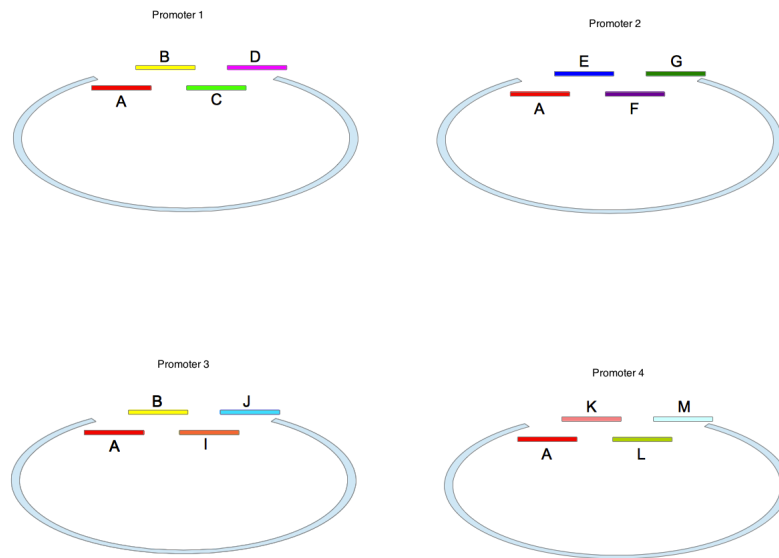 Promoter 1
B
D
A
C
Promoter 2
E
G
A
F
Promoter 3
B
J
A
I
Promoter 4
K
M
A
L